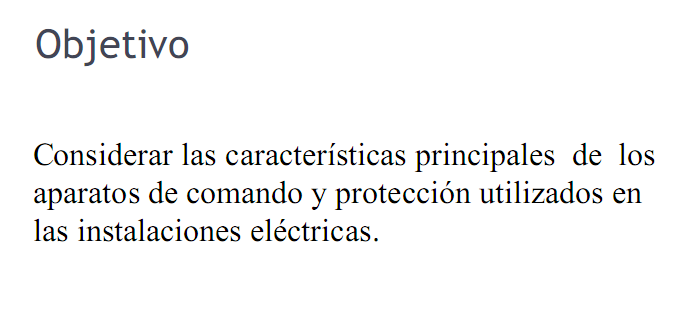 Objetivo
Considerar las características principales de los
aparatos de comando y protección utilizados en
las instalaciones eléctricas.